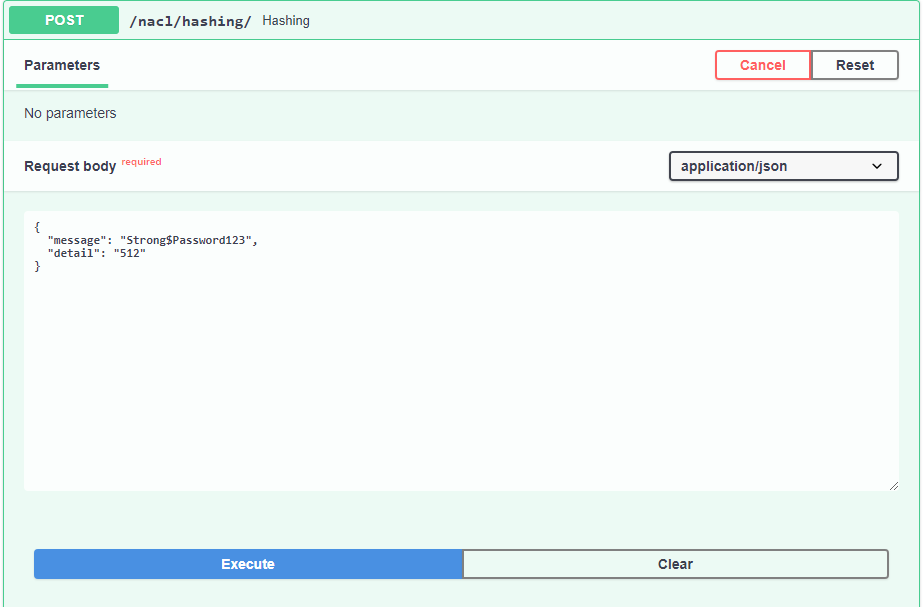 POST /nacl/hashing/ Hashing
Parameters Cancel Reset
No parameters
Request body required application/json
{
"message": "Strong$Password123",
"detail": "512"
}
Execute Clear